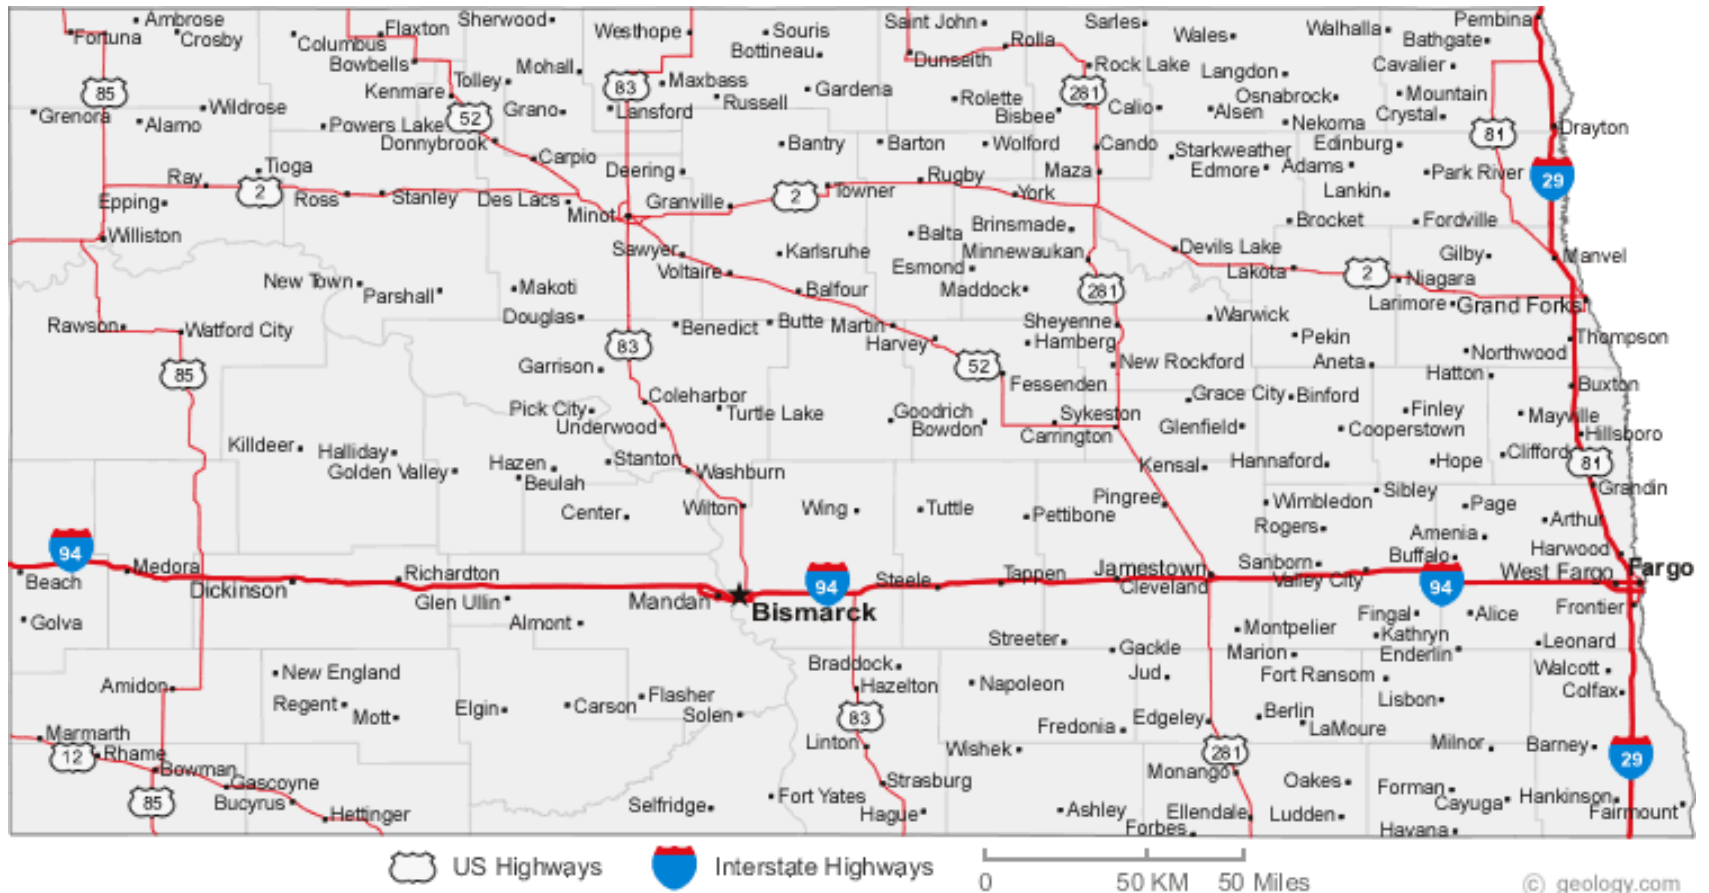 Ambrose
Fortuna
Crosby
Columbus
Flaxton
Sherwood
Westhope
Souris
Bottineau
Saint John
Sarles
Wales
Walhalla
Pembina
Bathgate
Rolla
Dunseith
Bowbells
Mohall
Tolley
Maxbass
Rock Lake
Langdon
Cavalier
85
Kenmare
83
Gardena
281
Osnabrock
Mountain
Grenora
Wildrose
Alamo
52
Grano
Lansford
Russell
Rolette
Bisbee
Calio
Alsen
Nekoma
Crystal
81
Drayton
Powers Lake
Donnybrook
Carpio
Bantry
Barton
Wolford
Cando
Starkweather
Edinburg
Ray
Tioga
Deering
Maza
Edmore
Adams
Park River
29
2
Ross
Stanley
Des Lacs
Minot
Granville
2
Towner
Rugby
York
Lankin
Epping
Williston
Sawyer
Karlsruhe
Balta
Brinsmade
Minnewaukan
Devils Lake
Brocket
Fordville
Gilby
Manvel
New Town
Parshall
Makoti
Voltaire
Balfour
Esmond
Maddock
281
Lakota
2
Niagara
Larimore
Grand Forks
Rawson
Watford City
Douglas
Benedict
Butte
Martin
Harvey
Sheyenne
Hamberg
Warwick
Pekin
Thompson
85
83
Garrison
52
New Rockford
Aneta
Northwood
Hatton
Buxton
Coleharbor
Fessenden
Grace City
Binford
Pick City
Underwood
Turtle Lake
Goodrich
Bowdon
Sykeston
Carrington
Glenfield
Finley
Cooperstown
Mayville
Hillsboro
Killdeer
Halliday
Golden Valley
Hazen
Beulah
Stanton
Washburn
Kensal
Hannaford
Hope
Clifford
81
Grandin
Center
Wilton
Wing
Tuttle
Pettibone
Pingree
Wimbledon
Rogers
Sibley
Page
Amenia
Arthur
94
Medora
Beach
Dickinson
Richardton
Glen Ullin
Mandan
Bismarck
94
Steele
Tappen
Jamestown
Cleveland
Sanborn
Valley City
Buffalo
94
Harwood
West Fargo
Fargo
Golva
Almont
Streeter
Montpelier
Fingal
Alice
Frontier
Kathryn
Leonard
New England
Braddock
Gackle
Marion
Enderlin
Amidon
Regent
Mott
Elgin
Carson
Flasher
Solen
Hazelton
Napoleon
Jud
Fort Ransom
Lisbon
Walcott
Colfax
Marmarth
83
Linton
Fredonia
Edgeley
Berlin
LaMoure
12
Rhame
Bowman
Wishek
281
Milnor
Barney
29
85
Gascoyne
Bucyrus
Hettinger
Selfridge
Fort Yates
Strasburg
Hague
Ashley
Monango
Ellendale
Forbes
Oakes
Ludden
Forman
Cayuga
Havana
Hankinson
Fairmount
US Highways
Interstate Highways
0
50 KM
50 Miles
(c) geology.com